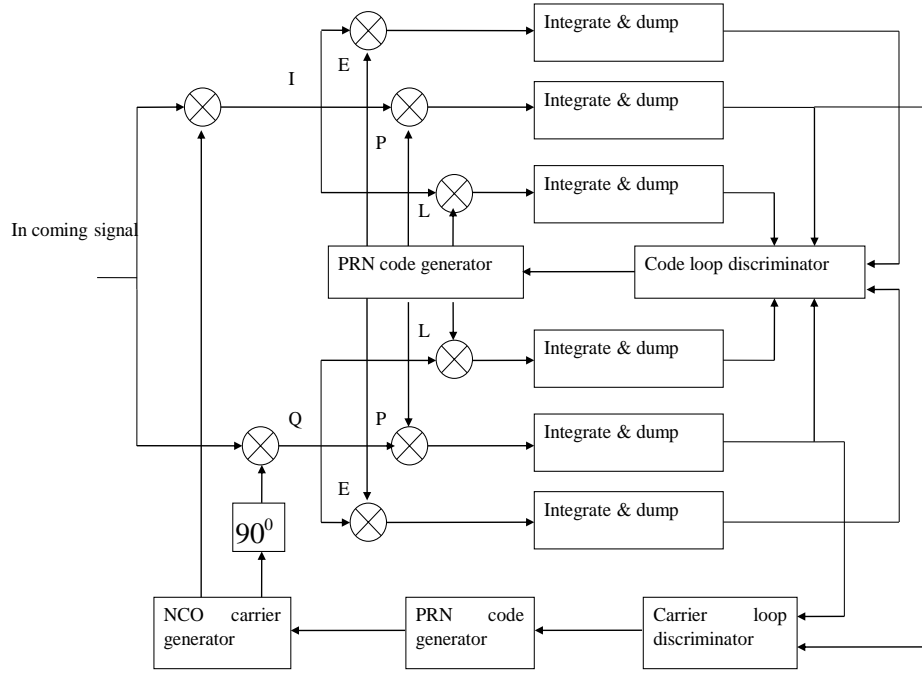 Integrate & dump
E
I
Integrate & dump
P
Integrate & dump
L
In coming signal
PRN code generator
Code loop discriminator
L
Integrate & dump
Q
P
Integrate & dump
E
Integrate & dump
90⁰
NCO carrier
generator
PRN code
generator
Carrier loop
discriminator